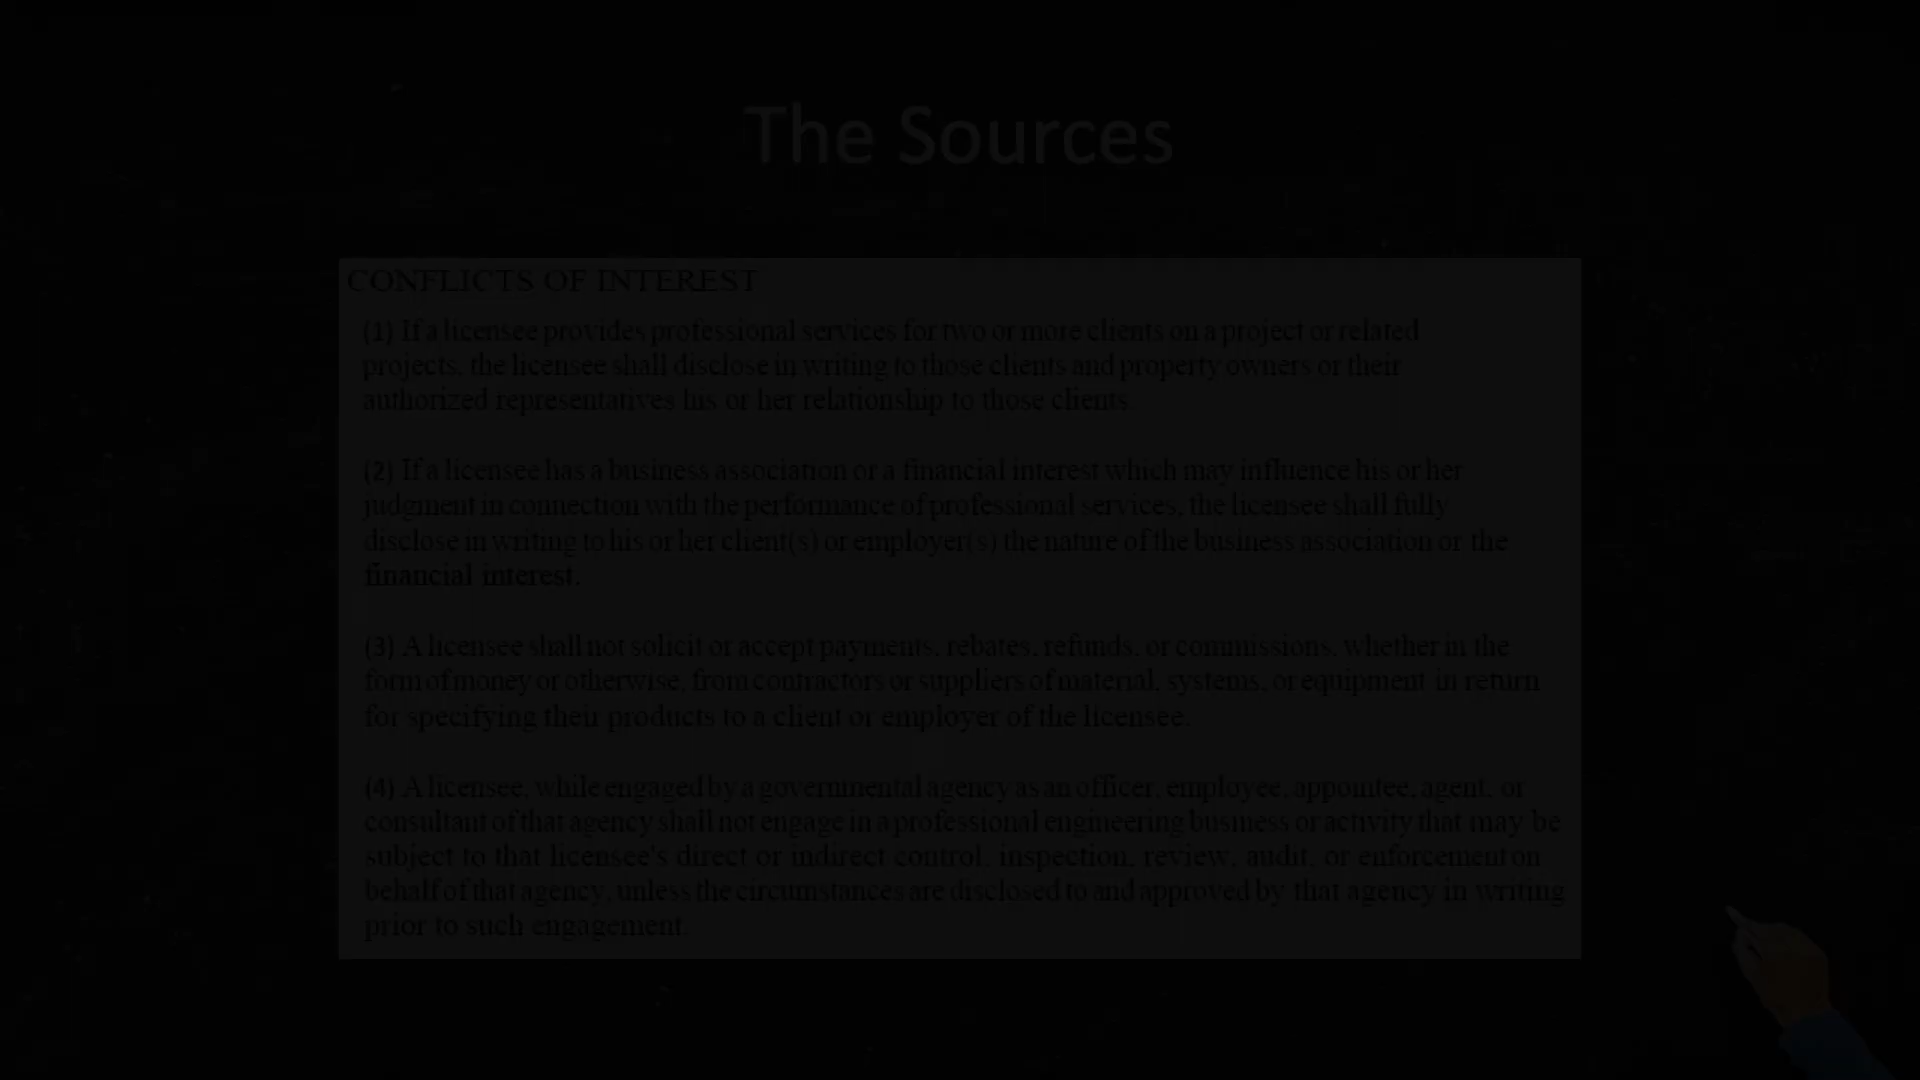 The Sources
CONFLICTS OF INTEREST
(1) If a licensee provides professional services for two or more clients on a project or related
projects, the licensee shall disclose in writing to those clients and property owners or their
authorized representatives his or her relationship to those clients.
(2) If a licensee has a business association or a financial interest which may influence his or her
judgment in connection with the performance of professional services, the licensee shall fully
disclose in writing to his or her client(s) or employer(s) the nature of the business association or the
financial interest.
(3) A licensee shall not solicit or accept payments, rebates, refunds, or commissions, whether in the
form of money or otherwise, from contractors or suppliers of material, systems, or equipment in return
for specifying their products to a client or employer of the licensee.
(4) A licensee, while engaged by a governmental agency as an officer, employee, appointee, agent, or
consultant of that agency shall not engage in a professional engineering business or activity that may be
subject to that licensee's direct or indirect control, inspection, review, audit, or enforcement on
behalf of that agency, unless the circumstances are disclosed to and approved by that agency in writing
prior to such engagement.